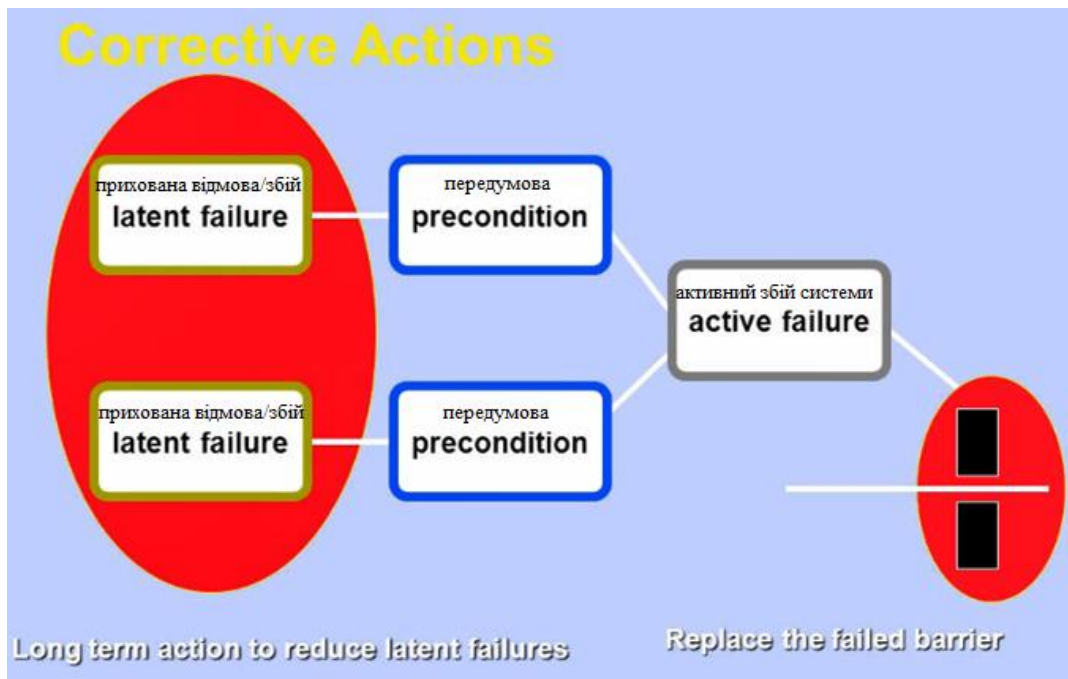 Corrective Actions
прихована відмова/збій
latent failure
передумова
precondition
активний збій системи
active failure
прихована відмова/збій
latent failure
передумова
precondition
Long term action to reduce latent failures
Replace the failed barrier